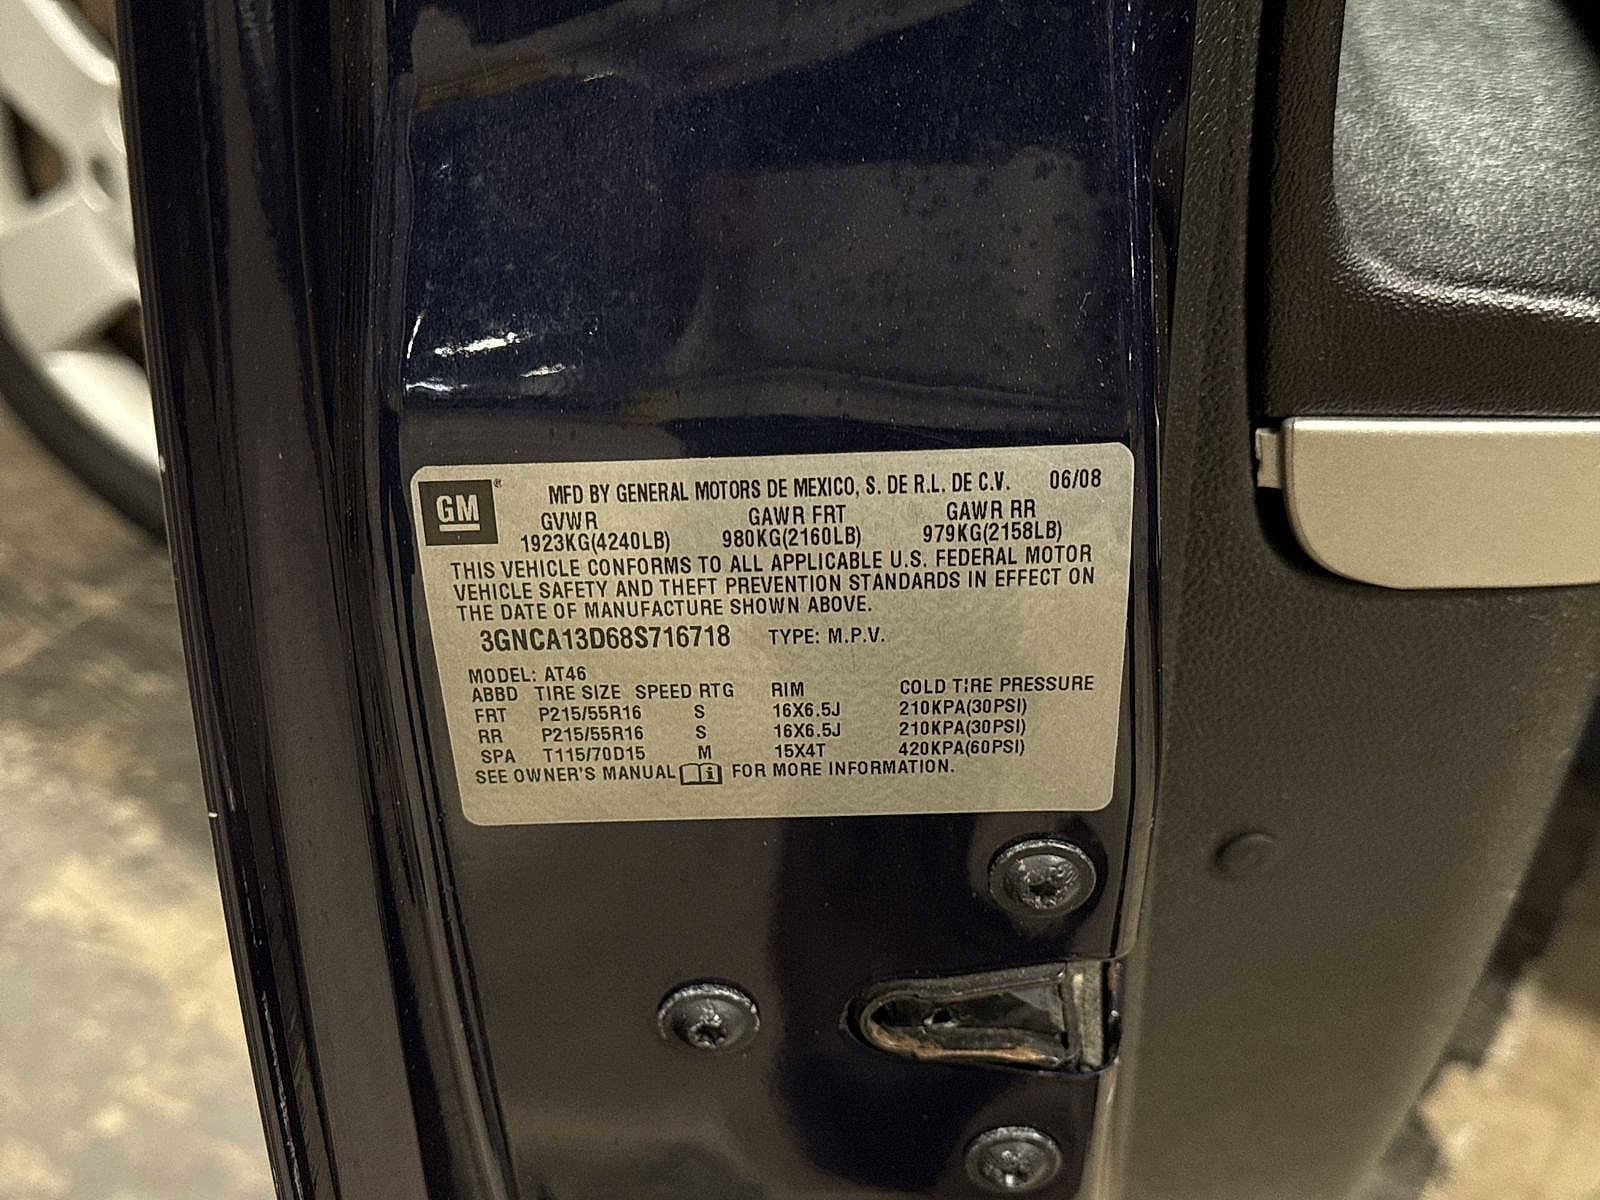 GM ® MFD BY GENERAL MOTORS DE MEXICO, S. DE R.L. DE C.V. 06/08
GVWR GAWR FRT GAWR RR
1923KG(4240LB) 980KG(2160LB) 979KG(2158LB)
THIS VEHICLE CONFORMS TO ALL APPLICABLE U.S. FEDERAL MOTOR
VEHICLE SAFETY AND THEFT PREVENTION STANDARDS IN EFFECT ON
THE DATE OF MANUFACTURE SHOWN ABOVE.
3GNCA13D68S716718 TYPE: M.P.V.
MODEL: AT46
ABBD TIRE SIZE SPEED RTG RIM COLD TIRE PRESSURE
FRT P215/55R16 S 16X6.5J 210KPA(30PSI)
RR P215/55R16 S 16X6.5J 210KPA(30PSI)
SPA T115/70D15 M 15X4T 420KPA(60PSI)
SEE OWNER'S MANUAL i FOR MORE INFORMATION.